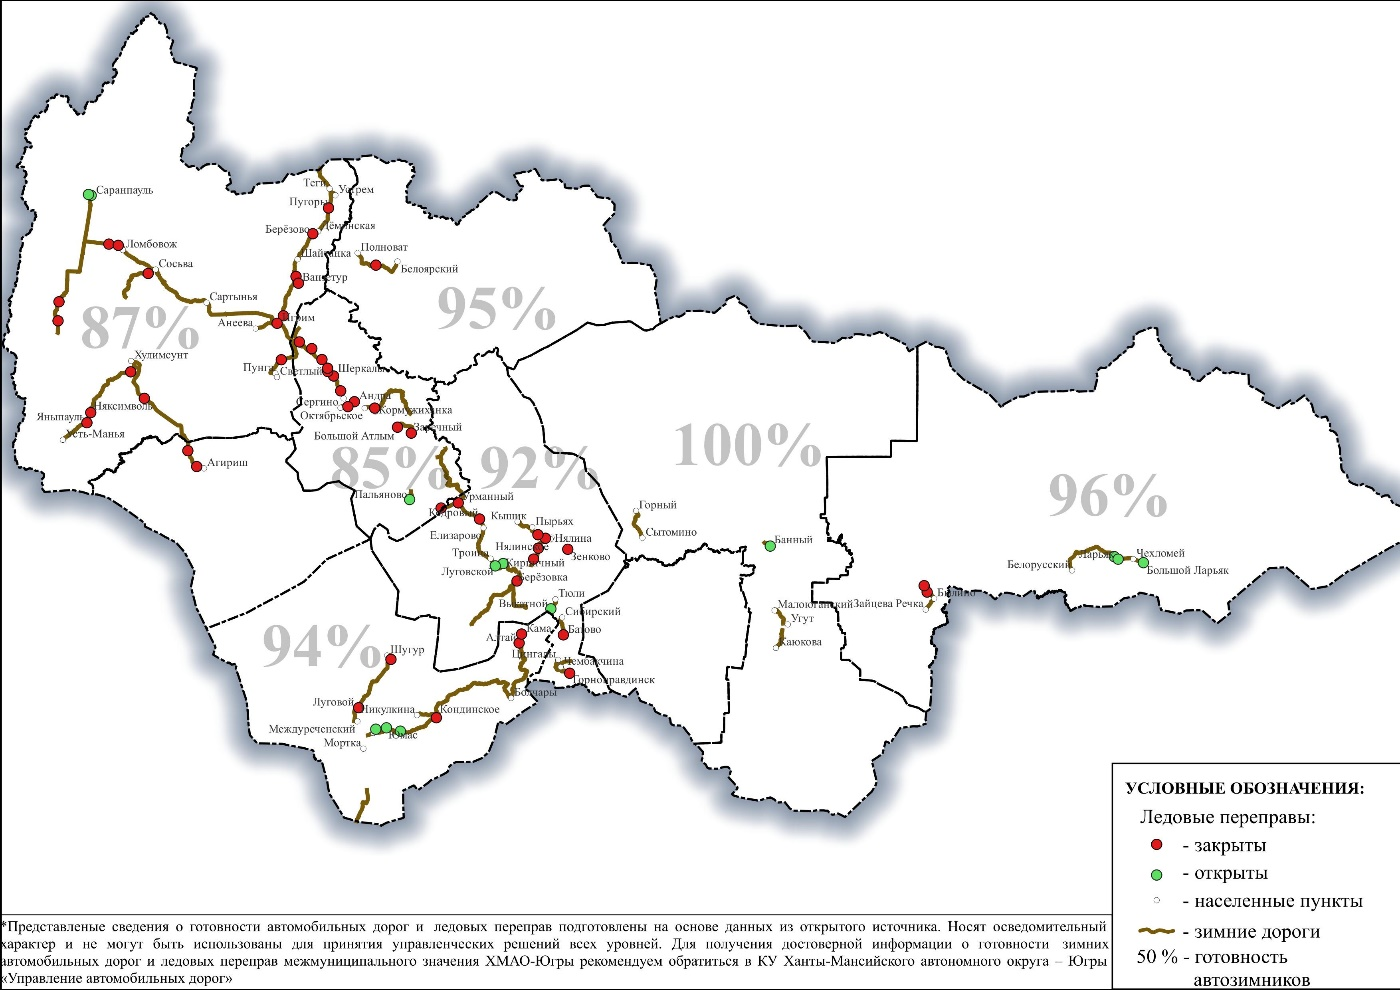 Саранпауль
Теги
Устрем
Пугоры
Берёзово
Дёминская
Ломбовож
Шайтанка
Полноват
Сосьва
Белоярский
Ванзетур
Сартынья
95%
87%
Анеева
Игрим
Хулимсунт
Пунга
Светлый
Шеркалы
Няксимволь
Сергино
Андра
Яныпауль
Октябрьское
Кормужиханка
Усть-Манья
Большой Атлым
Заречный
100%
Агириш
85%
92%
96%
Пальяново
Урманный
Горный
Кедровый
Кышик
Пырьях
Елизарово
Нялина
Сытомино
Банный
Нялинское
Зенково
Троица
Ларьяк
Чехломей
Луговской
Кирпичный
Белорусский
Большой Ларьяк
Берёзовка
Тюли
Выкатной
Сибирский
Малоюганский
Зайцева Речка
Былино
Угут
Кама
Батово
94%
Алтай
Каюкова
Шугур
Цингалы
Чембакчина
Горноправдинск
Болчары
Луговой
Никулкина
Кондинское
Междуреченский
Юмас
Мортка
УСЛОВНЫЕ ОБОЗНАЧЕНИЯ:
Ледовые переправы:
- закрыты
- открыты
- населенные пункты
- зимние дороги
50 % - готовность
автозимников
*Представленые сведения о готовности автомобильных дорог и ледовых переправ подготовлены на основе данных из открытого источника. Носят осведомительный
характер и не могут быть использованы для принятия управленческих решений всех уровней. Для получения достоверной информации о готовности зимних
автомобильных дорог и ледовых переправ межмуниципального значения ХМАО-Югры рекомендуем обратиться в КУ Ханты-Мансийского автономного округа – Югры
«Управление автомобильных дорог»